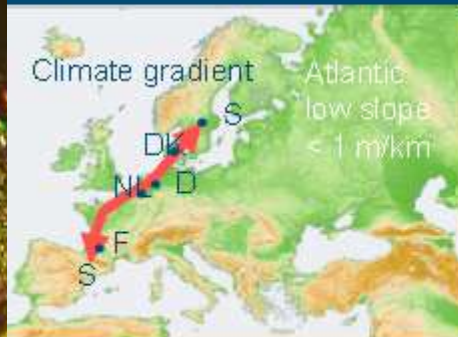 Climate gradient
Atlantic
low slope
< 1 m/km
S
DK
NL
D
F
S